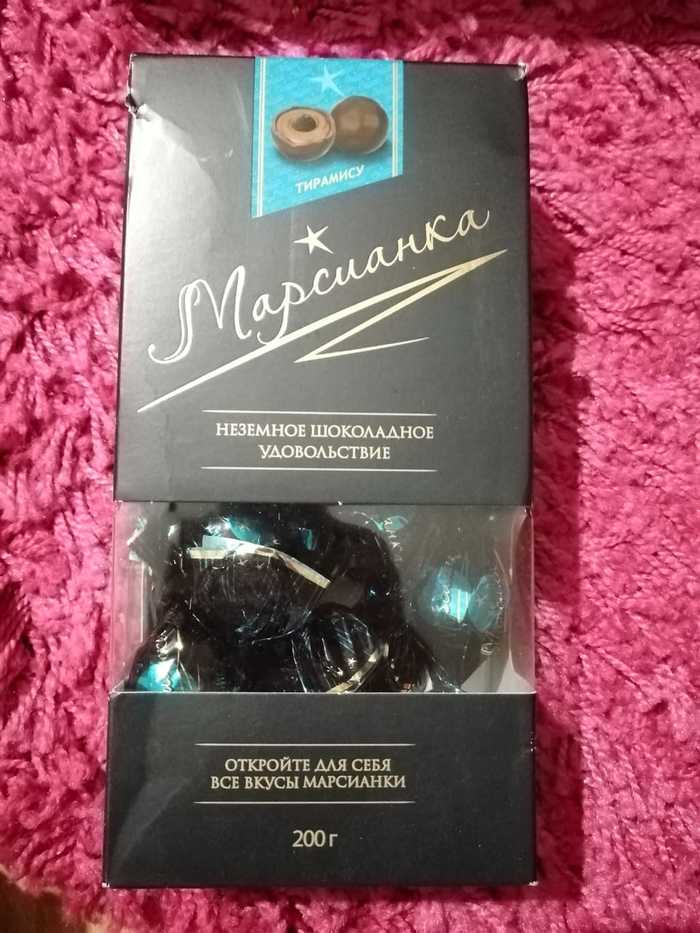 ТИРАМИСУ
Марсианка
НЕЗЕМНОЕ ШОКОЛАДНОЕ
УДОВОЛЬСТВИЕ
ОТКРОЙТЕ ДЛЯ СЕБЯ
ВСЕ ВКУСЫ МАРСИАНКИ
200 г